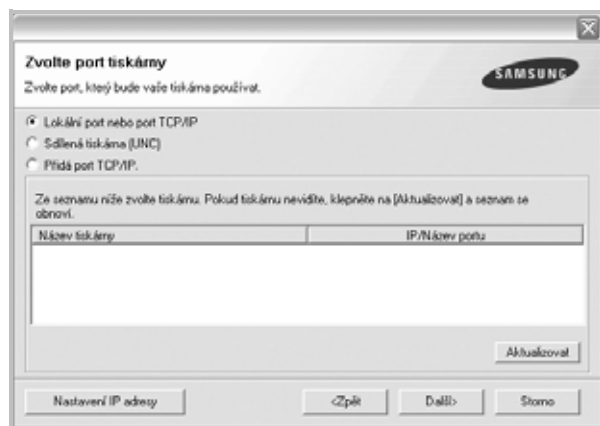 Zvolte port tiskárny
SAMSUNG
Zvolte port, který bude vaše tiskárna používat.
Lokální port nebo port TCP/IP
Sdílená tiskárna (UNC)
Přidá port TCP/IP.
Ze seznamu níže zvolte tiskárnu. Pokud tiskárnu nevidíte, klepněte na [Aktualizovat] a seznam se
obnoví.
Název tiskárny IP/Název portu
Aktualizovat
Nastavení IP adresy <Zpět Další> Storno